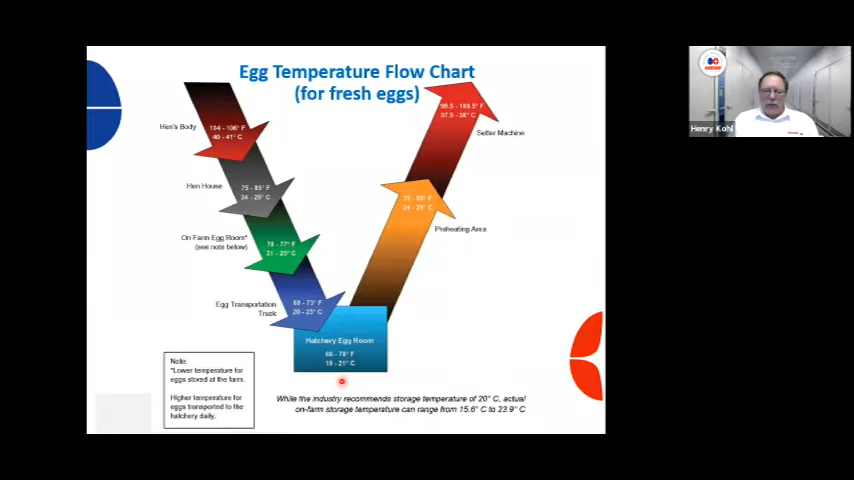 Egg Temperature Flow Chart
(for fresh eggs)
Hen's Body
104 - 106° F
40 - 41° C
99.5 - 100.5° F
37.5 - 38° C
Setter Machine
Hen House
75 - 85° F
24 - 29° C
75 - 85° F
24 - 29° C
Preheating Area
On Farm Egg Room*
(see note below)
70 - 77° F
Egg Transportation
Truck
68 - 73° F
20 - 23° C
Hatchery Egg Room
66 - 70° F
19 - 21° C
Note:
*Lower temperature for
eggs stored at the farm.
Higher temperature for
eggs transported to the
hatchery daily.
While the industry recommends storage temperature of 20° C, actual
on-farm storage temperature can range from 15.6° C to 23.9° C
Henry Kohl